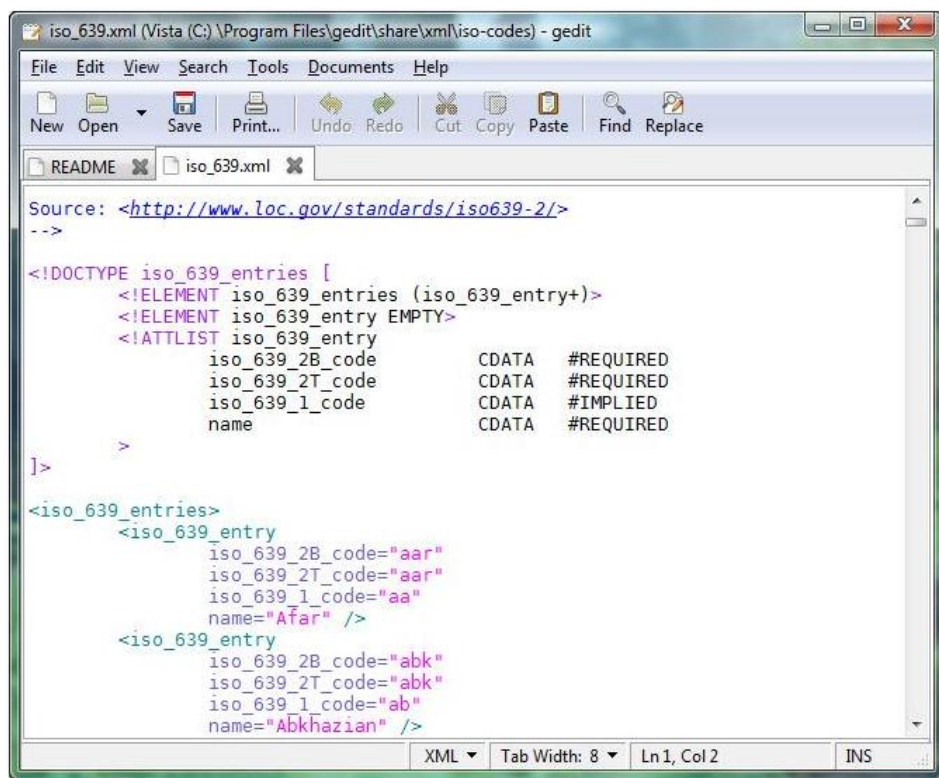 iso_639.xml (Vista (C:) \Program Files\gedit\share\xml\iso-codes) - gedit
File Edit View Search Tools Documents Help
New Open Save Print... Undo Redo Cut Copy Paste Find Replace
README iso_639.xml
Source: <http://www.loc.gov/standards/iso639-2/>
-->
<!DOCTYPE iso_639_entries [
<!ELEMENT iso_639_entries (iso_639_entry+)>
<!ELEMENT iso_639_entry EMPTY>
<!ATTLIST iso_639_entry
iso_639_2B_code CDATA #REQUIRED
iso_639_2T_code CDATA #REQUIRED
iso_639_1_code CDATA #IMPLIED
name CDATA #REQUIRED
>
]>
<iso_639_entries>
<iso_639_entry
iso_639_2B_code="aar"
iso_639_2T_code="aar"
iso_639_1_code="aa"
name="Afar" />
<iso_639_entry
iso_639_2B_code="abk"
iso_639_2T_code="abk"
iso_639_1_code="ab"
name="Abkhazian" />
XML Tab Width: 8 Ln 1, Col 2 INS